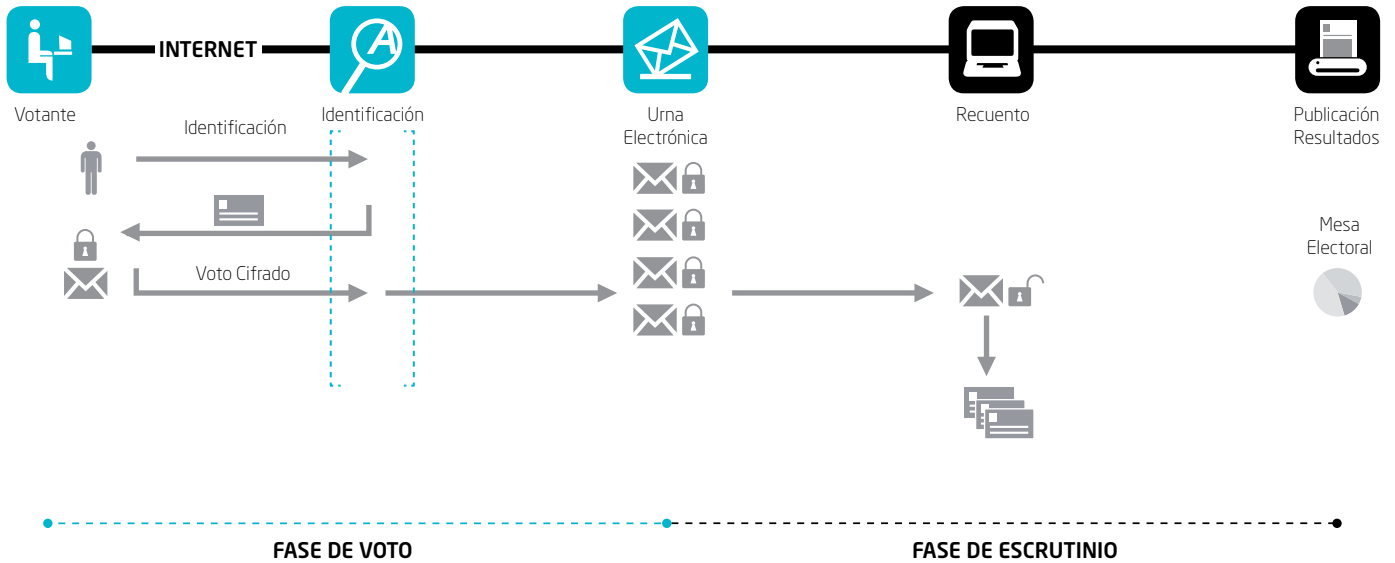 INTERNET
Votante
Identificación
Urna
Electrónica
Recuento
Publicación
Resultados
Identificación
Voto Cifrado
Mesa
Electoral
FASE DE VOTO
FASE DE ESCRUTINIO